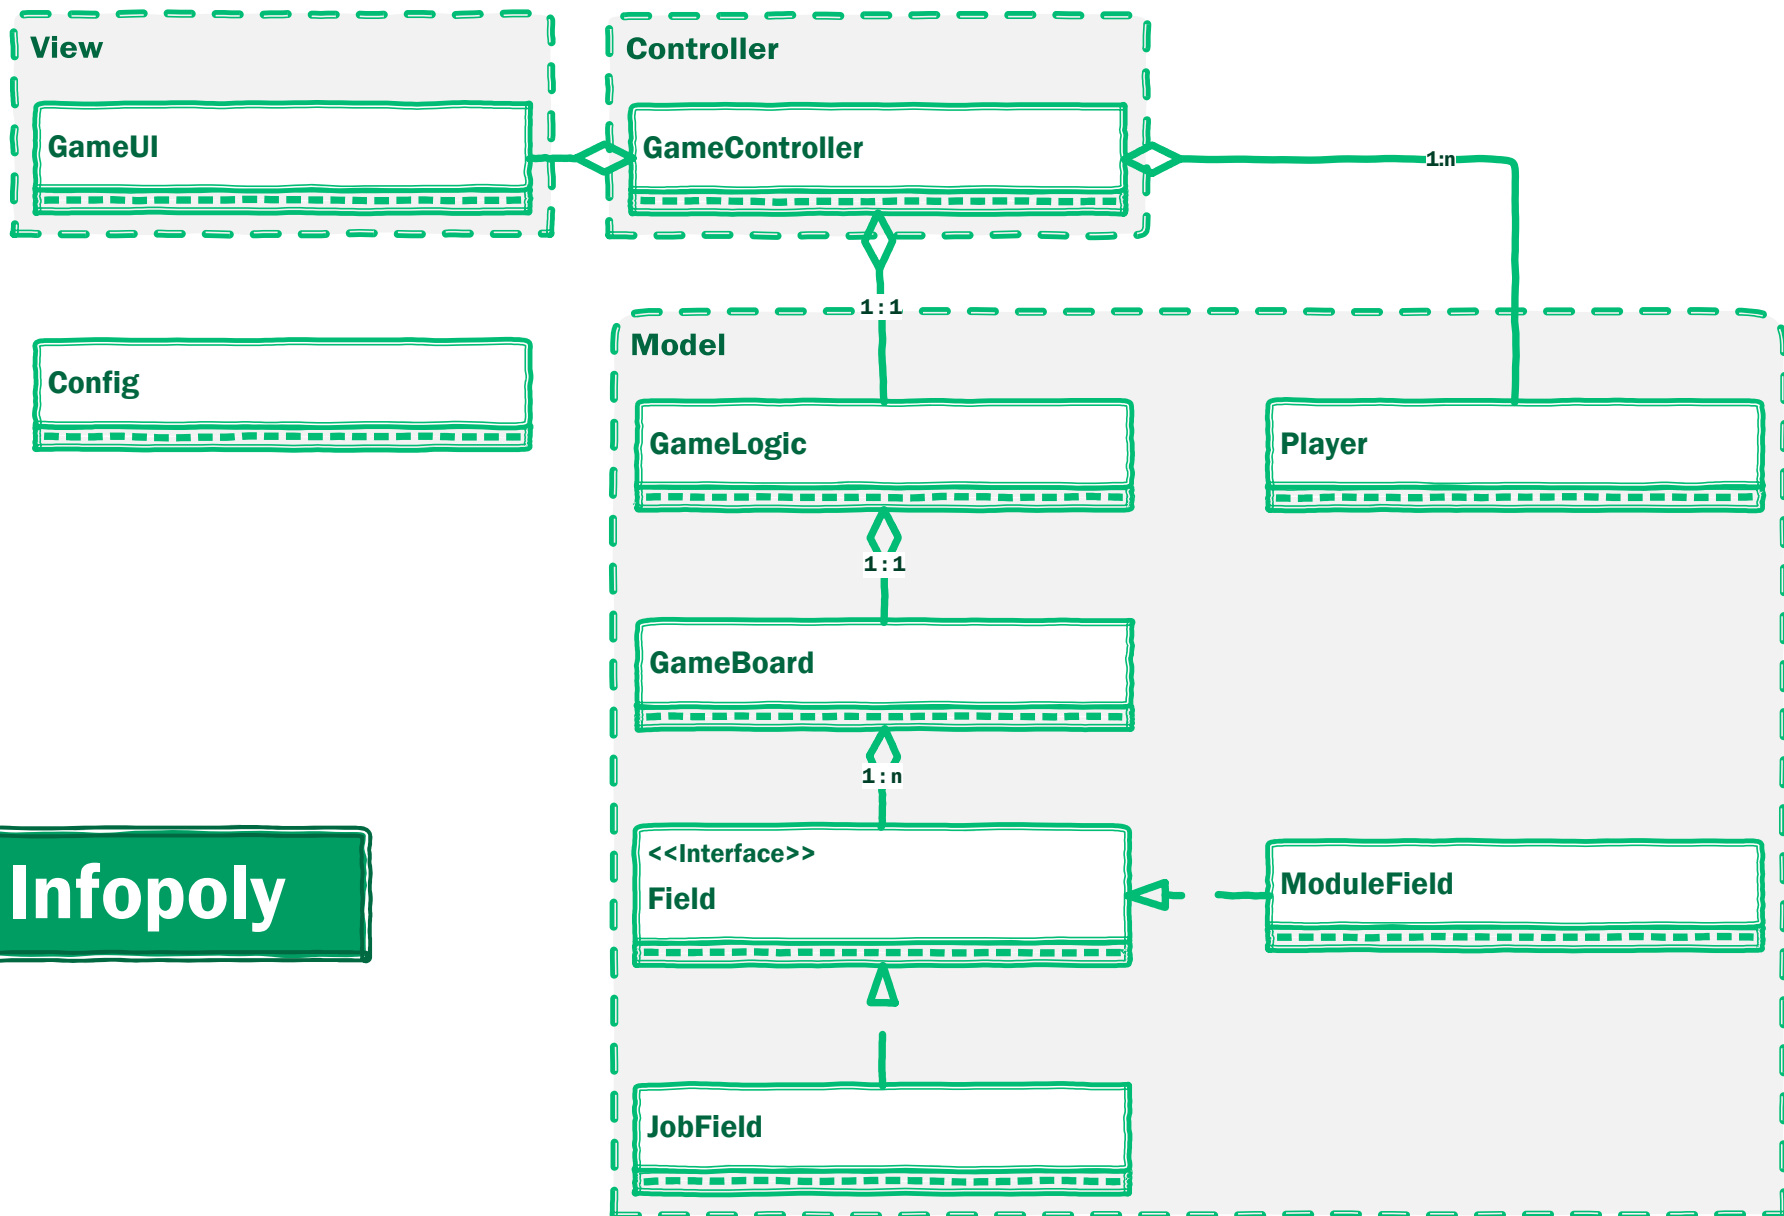 View
Controller
GameUI
GameController
1:n
1:1
Model
Config
GameLogic
Player
1:1
GameBoard
1:n
<<Interface>>
Field
ModuleField
Infopoly
JobField